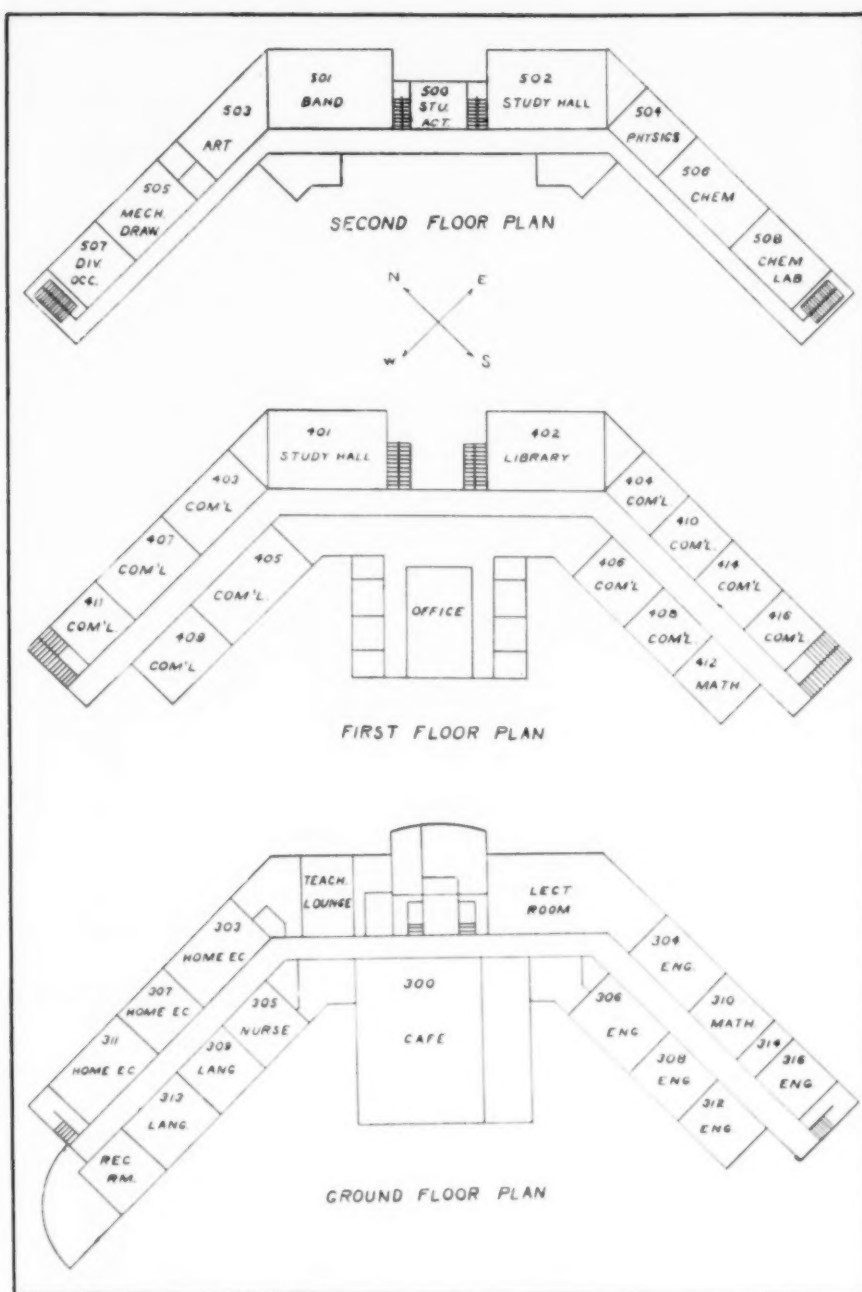 501
BAND
500
STU.
ACT.
502
STUDY HALL
503
ART
504
PHYSICS
505
MECH.
DRAW.
506
CHEM
507
DIV.
OCC.
508
CHEM
LAB
SECOND FLOOR PLAN
N
E
W
S
401
STUDY HALL
402
LIBRARY
403
COM'L
404
COM'L
407
COM'L
405
COM'L.
410
COM'L.
406
COM'L
414
COM'L
411
COM'L.
409
COM'L
OFFICE
408
COM'L.
416
COM'L
412
MATH
FIRST FLOOR PLAN
TEACH.
LOUNGE
LECT
ROOM
303
HOME EC
304
ENG.
307
HOME EC.
305
NURSE
300
CAFE
306
ENG
310
MATH
311
HOME EC
309
LANG
308
ENG
314
316
ENG
313
LANG.
312
ENG
REC
RM.
GROUND FLOOR PLAN